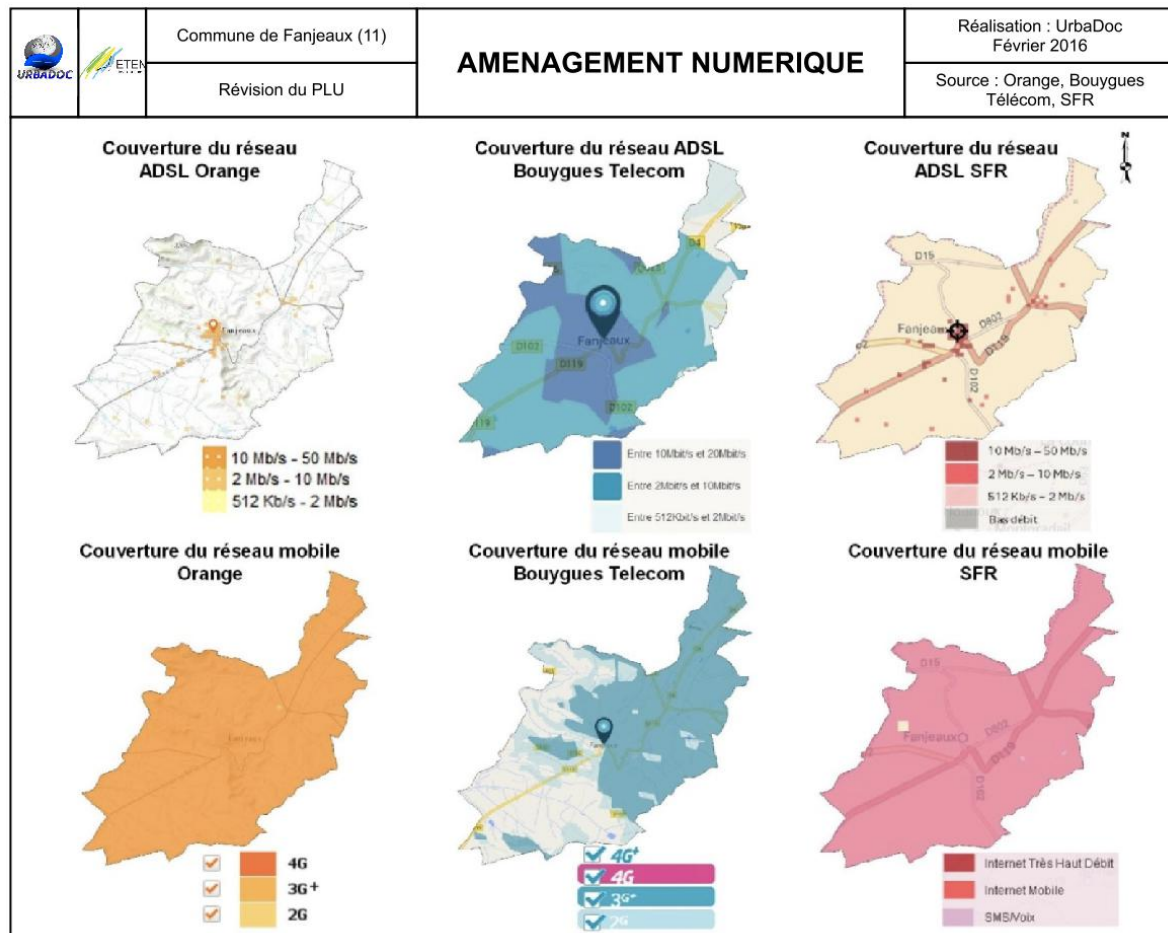 URBADOC
ETEN
Commune de Fanjeaux (11)
Révision du PLU
AMENAGEMENT NUMERIQUE
Réalisation : UrbaDoc
Février 2016
Source : Orange, Bouygues
Télécom, SFR
Couverture du réseau
ADSL Orange
Fanjeaux
10 Mb/s - 50 Mb/s
2 Mb/s - 10 Mb/s
512 Kb/s - 2 Mb/s
Couverture du réseau ADSL
Bouygues Telecom
D4
Fanjeaux
D102
D119
D102
Entre 10Mbit/s et 20Mbit/s
Entre 2Mbit/s et 10Mbit/s
Entre 512Kbit/s et 2Mbit/s
Couverture du réseau
ADSL SFR
N
D15
Fanjeaux
D802
D119
D102
10 Mb/s – 50 Mb/s
2 Mb/s – 10 Mb/s
512 Kb/s – 2 Mb/s
Bas débit
Couverture du réseau mobile
Orange
4G
3G+
2G
Couverture du réseau mobile
Bouygues Telecom
Fanjeaux
4G+
4G
3G+
2G
Couverture du réseau mobile
SFR
D15
Fanjeaux
D802
D119
D102
Internet Très Haut Débit
Internet Mobile
SMS/Voix